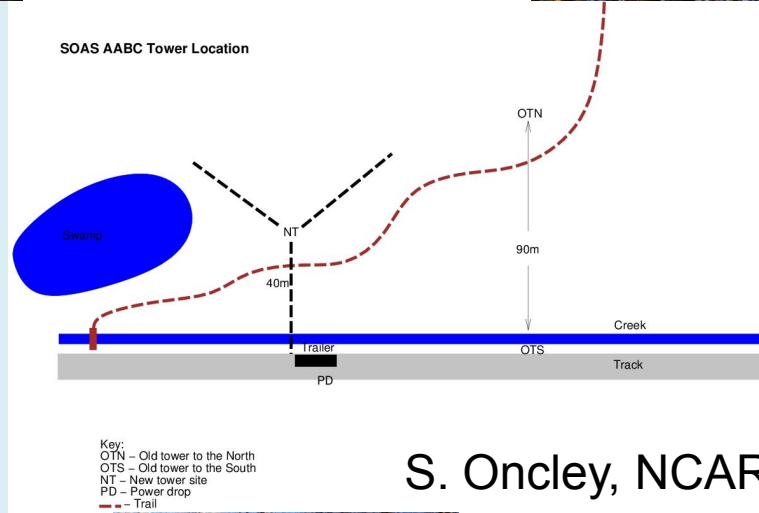 SOAS AABC Tower Location
OTN
Swamp
NT
90m
40m
Creek
Trailer
OTS
Track
PD
Key:
OTN – Old tower to the North
OTS – Old tower to the South
NT – New tower site
PD – Power drop
– Trail
S. Oncley, NCAR